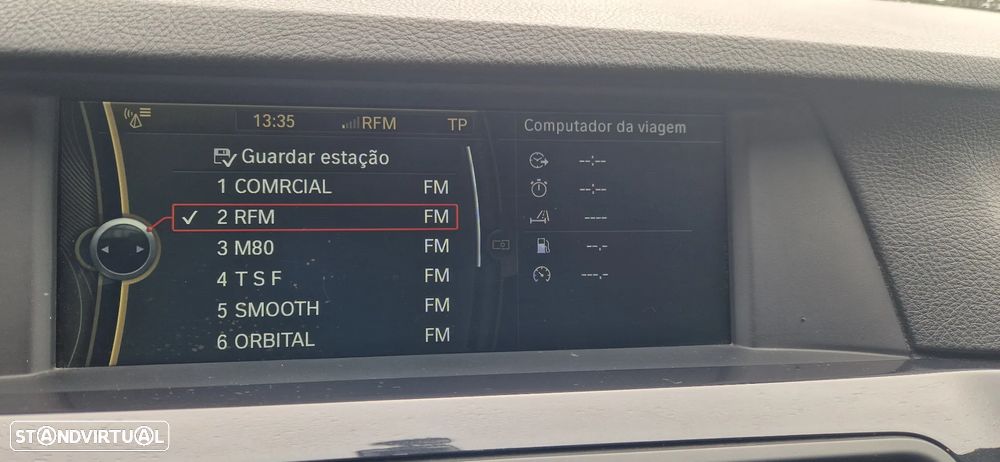 13:35 RFM TP
Guardar estação
1 COMRCIAL FM
2 RFM FM
3 M80 FM
4 T S F FM
5 SMOOTH FM
6 ORBITAL FM
Computador da viagem
--:--
--:--
----
--.-
---.-
STANDVIRTUAL